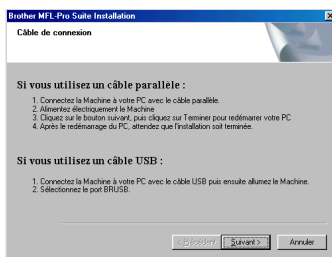 Brother MFL-Pro Suite Installation
Câble de connexion
Si vous utilisez un câble parallèle :
1. Connectez la Machine à votre PC avec le câble parallèle.
2. Alimentez électriquement le Machine
3. Cliquez sur le bouton suivant, puis cliquez sur Terminer pour redémarrer votre PC
4. Après le redémarrage du PC, attendez que l'installation soit terminée.
Si vous utilisez un câble USB :
1. Connectez la Machine à votre PC avec le câble USB puis ensuite allumez le Machine.
2. Sélectionnez le port BRUSB.
< Précédent Suivant > Annuler